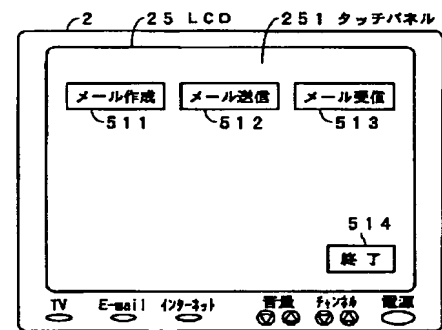 2 25 LCD 251 タッチパネル
メール作成 メール送信 メール受信
511 512 513
514
終了
TV E-mail インターネット 音量 チャンネル 電源